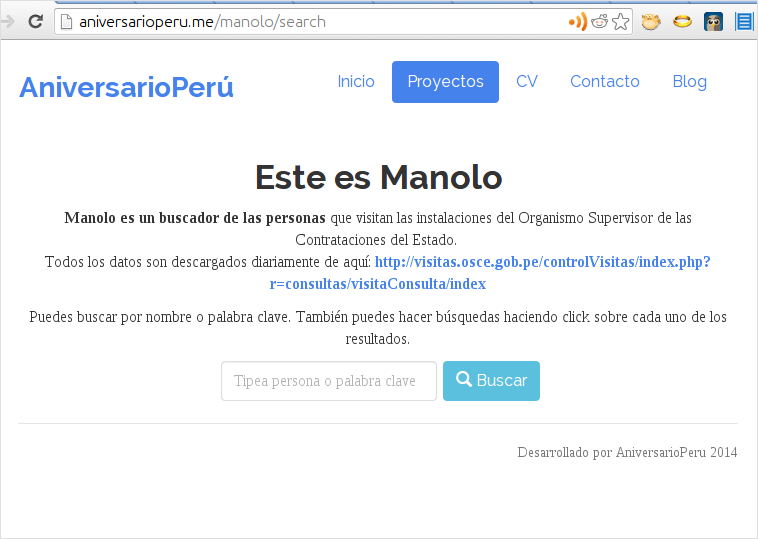 aniversarioperu.me/manolo/search
AniversarioPerú
Inicio Proyectos CV Contacto Blog
Este es Manolo
Manolo es un buscador de las personas que visitan las instalaciones del Organismo Supervisor de las
Contrataciones del Estado.
Todos los datos son descargados diariamente de aquí: http://visitas.osce.gob.pe/controlVisitas/index.php?
r=consultas/visitaConsulta/index
Puedes buscar por nombre o palabra clave. También puedes hacer búsquedas haciendo click sobre cada uno de los
resultados.
Tipea persona o palabra clave Buscar
Desarrollado por AniversarioPeru 2014